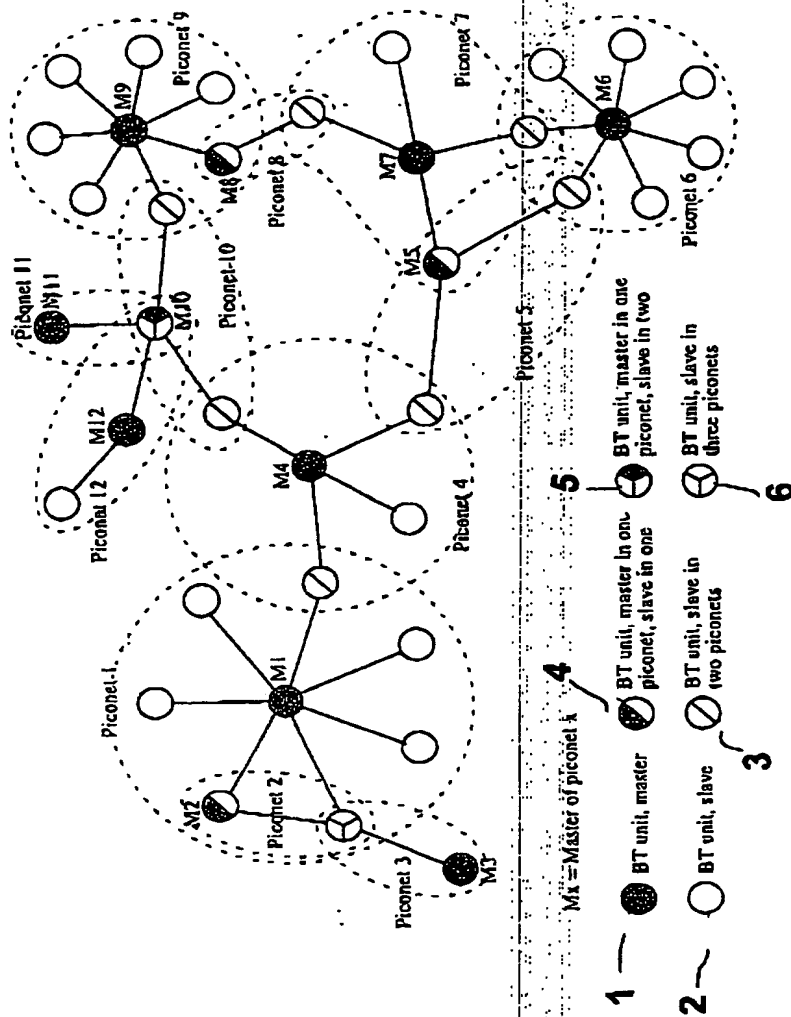 Piconet 9
M9
Piconet 7
Piconet 11
M11
M8
Piconet 8
M7
M6
M10
Piconet-10
M12
M5
Piconet 6
Piconet 12
M4
Piconet 5
Piconet 4
Piconet-1
M1
M2
Piconet 2
Piconet 3
M3
Mx = Master of piconet x
1
BT unit, master
4
BT unit, master in one
piconet, slave in one
5
BT unit, master in one
piconet, slave in two
2
BT unit, slave
3
BT unit, slave in
two piconets
6
BT unit, slave in
three piconets